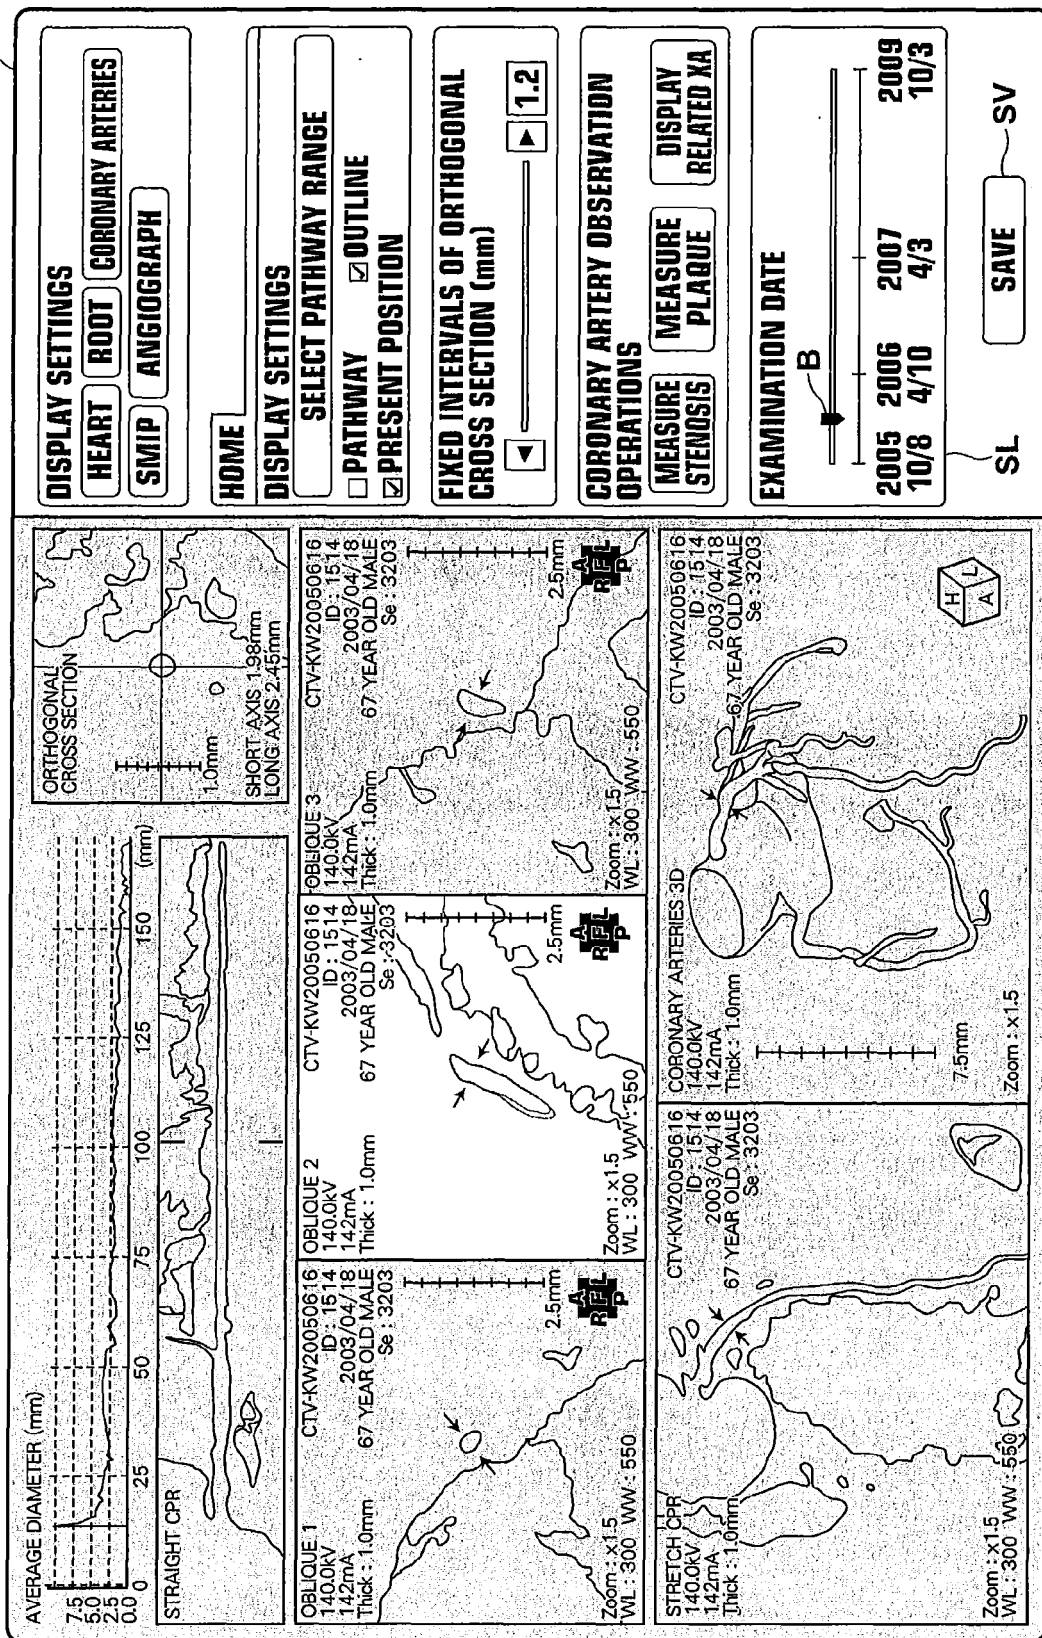 AVERAGE DIAMETER (mm)
7.5
5.0
2.5
0.0
0 25 50 75 100 125 150 (mm)
STRAIGHT CPR
ORTHOGONAL
CROSS SECTION
1.0mm
SHORT AXIS 1.98mm
LONG AXIS 2.45mm
OBLIQUE 1
140.0kV
142mA
Thick : 1.0mm
CTV-KW20050616
ID : 1514
2003/04/18
67 YEAR OLD MALE
Se : 3203
2.5mm
A
R F L
P
Zoom : x1.5
WL : 300 WW : 550
OBLIQUE 2
140.0kV
142mA
Thick : 1.0mm
CTV-KW20050616
ID : 1514
2003/04/18
67 YEAR OLD MALE
Se : 3203
2.5mm
A
R F L
P
Zoom : x1.5
WL : 300 WW : 550
OBLIQUE 3
140.0kV
142mA
Thick : 1.0mm
CTV-KW20050616
ID : 1514
2003/04/18
67 YEAR OLD MALE
Se : 3203
2.5mm
A
R F L
P
Zoom : x1.5
WL : 300 WW : 550
STRETCH CPR
140.0kV
142mA
Thick : 1.0mm
CTV-KW20050616
ID : 1514
2003/04/18
67 YEAR OLD MALE
Se : 3203
Zoom : x1.5
WL : 300 WW : 550
CORONARY ARTERIES 3D
140.0kV
142mA
Thick : 1.0mm
CTV-KW20050616
ID : 1514
2003/04/18
67 YEAR OLD MALE
Se : 3203
7.5mm
H
A L
Zoom : x1.5
DISPLAY SETTINGS
HEART ROOT CORONARY ARTERIES
SMIP ANGIOGRAPH
HOME
DISPLAY SETTINGS
SELECT PATHWAY RANGE
PATHWAY OUTLINE
PRESENT POSITION
FIXED INTERVALS OF ORTHOGONAL
CROSS SECTION (mm)
1.2
CORONARY ARTERY OBSERVATION
OPERATIONS
MEASURE
STENOSIS
MEASURE
PLAQUE
DISPLAY
RELATED XA
EXAMINATION DATE
B
2005 2006 2007 2009
10/8 4/10 4/3 10/3
SL
SAVE
SV